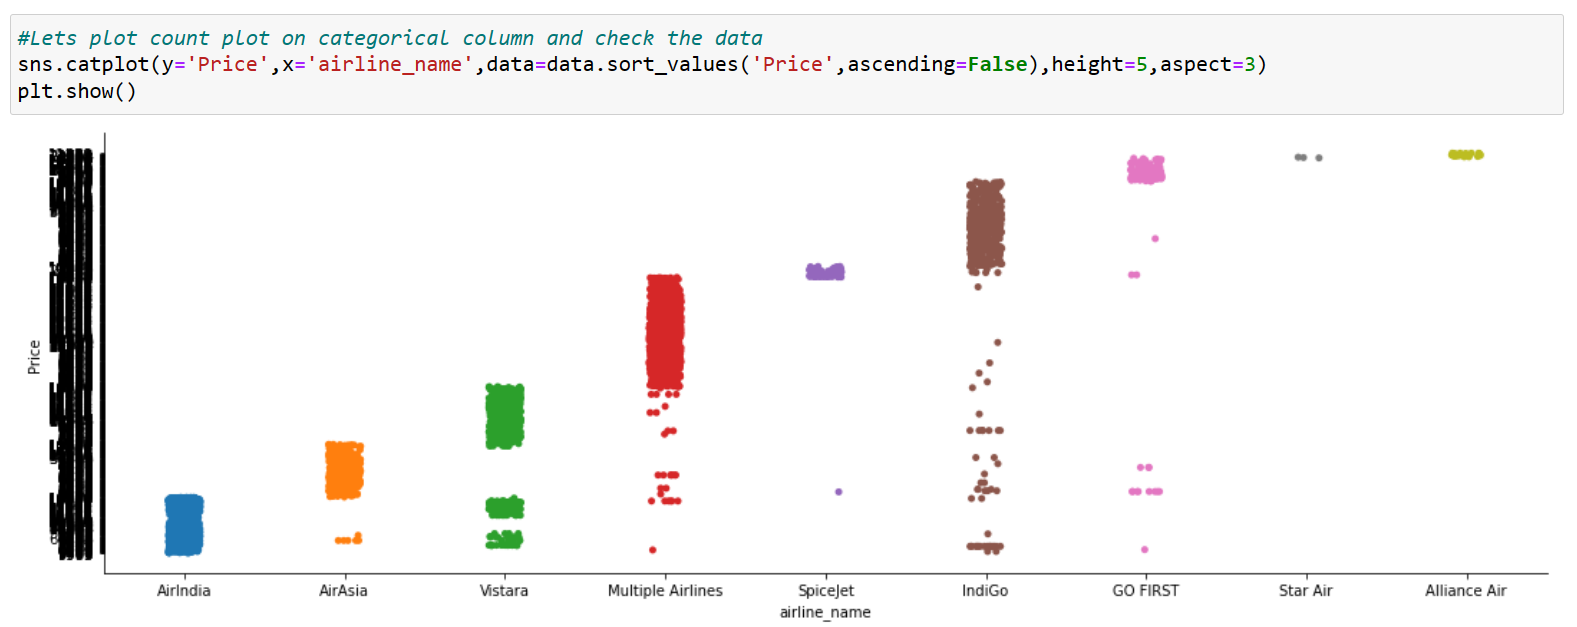 #Lets plot count plot on categorical column and check the data
sns.catplot(y='Price',x='airline_name',data=data.sort_values('Price',ascending=False),height=5,aspect=3)
plt.show()
Price
AirIndia AirAsia Vistara Multiple Airlines SpiceJet IndiGo GO FIRST Star Air Alliance Air
airline_name